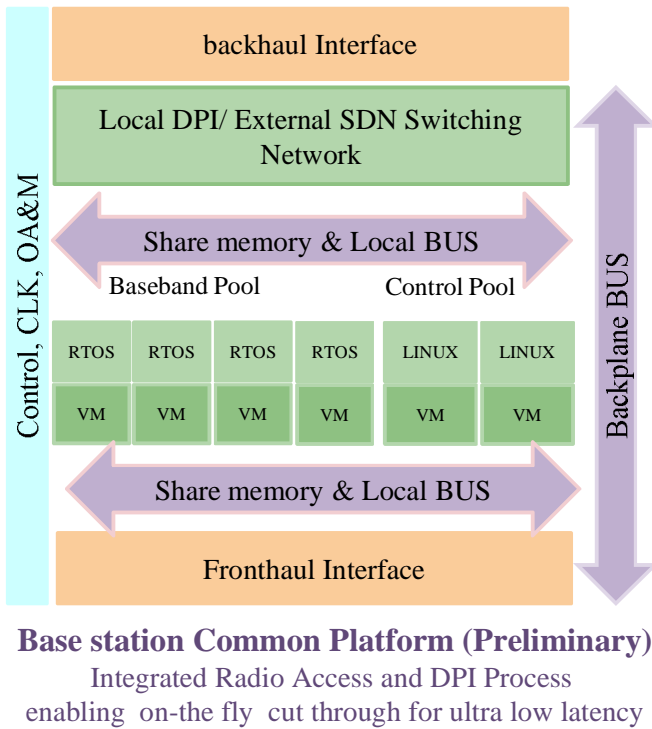 backhaul Interface
Local DPI/ External SDN Switching
Network
Share memory & Local BUS
Baseband Pool Control Pool
RTOS RTOS RTOS RTOS LINUX LINUX
VM VM VM VM VM VM
Share memory & Local BUS
Fronthaul Interface
Control, CLK, OA&M
Backplane BUS
Base station Common Platform (Preliminary)
Integrated Radio Access and DPI Process
enabling on-the fly cut through for ultra low latency